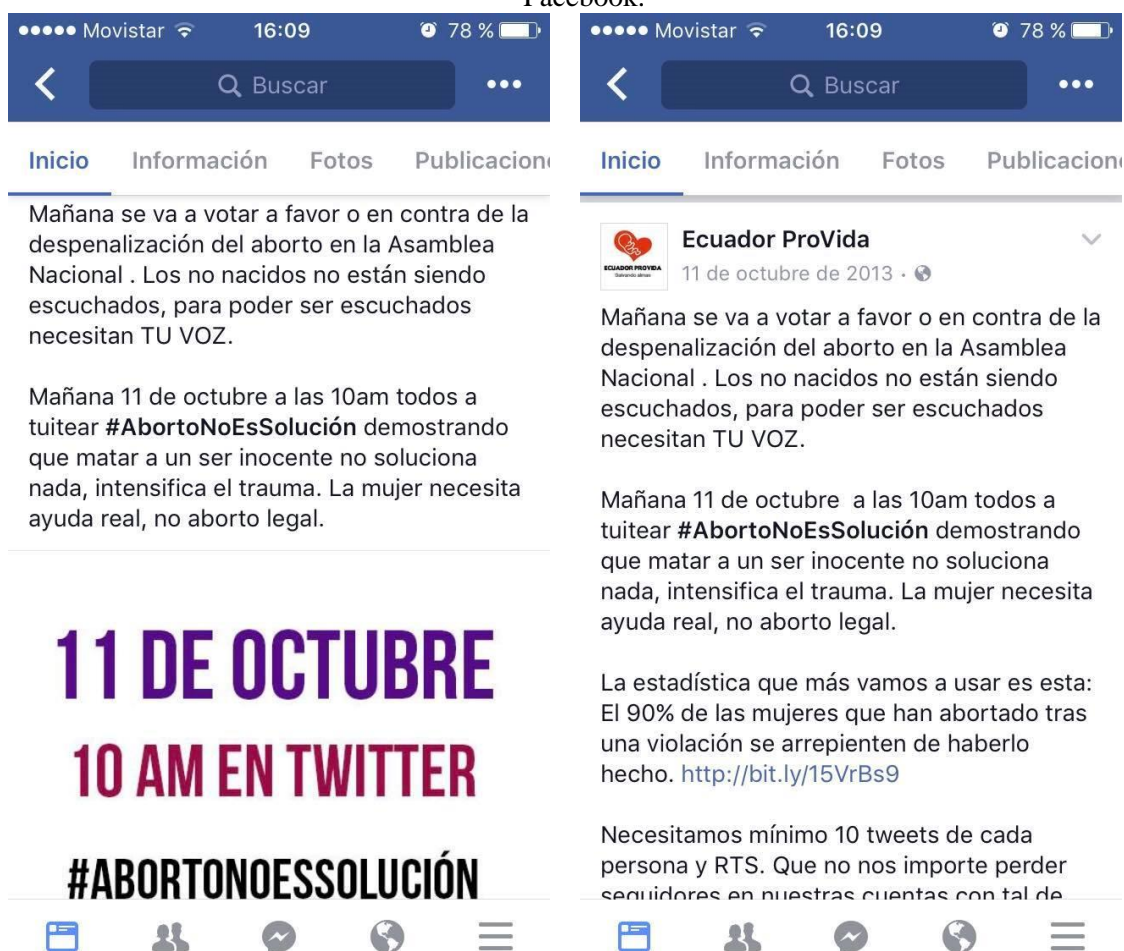 Facebook.
Movistar 16:09 78 %
Buscar
Inicio Información Fotos Publicacion
Mañana se va a votar a favor o en contra de la
despenalización del aborto en la Asamblea
Nacional . Los no nacidos no están siendo
escuchados, para poder ser escuchados
necesitan TU VOZ.
Mañana 11 de octubre a las 10am todos a
tuitear #AbortoNoEsSolución demostrando
que matar a un ser inocente no soluciona
nada, intensifica el trauma. La mujer necesita
ayuda real, no aborto legal.
11 DE OCTUBRE
10 AM EN TWITTER
#ABORTONOESSOLUCIÓN
Movistar 16:09 78 %
Buscar
Inicio Información Fotos Publicacion
ECUADOR PROVIDA
Ecuador ProVida
11 de octubre de 2013 ·
Mañana se va a votar a favor o en contra de la
despenalización del aborto en la Asamblea
Nacional . Los no nacidos no están siendo
escuchados, para poder ser escuchados
necesitan TU VOZ.
Mañana 11 de octubre a las 10am todos a
tuitear #AbortoNoEsSolución demostrando
que matar a un ser inocente no soluciona
nada, intensifica el trauma. La mujer necesita
ayuda real, no aborto legal.
La estadística que más vamos a usar es esta:
El 90% de las mujeres que han abortado tras
una violación se arrepienten de haberlo
hecho. http://bit.ly/15VrBs9
Necesitamos mínimo 10 tweets de cada
persona y RTS. Que no nos importe perder
seguidores en nuestras cuentas con tal de